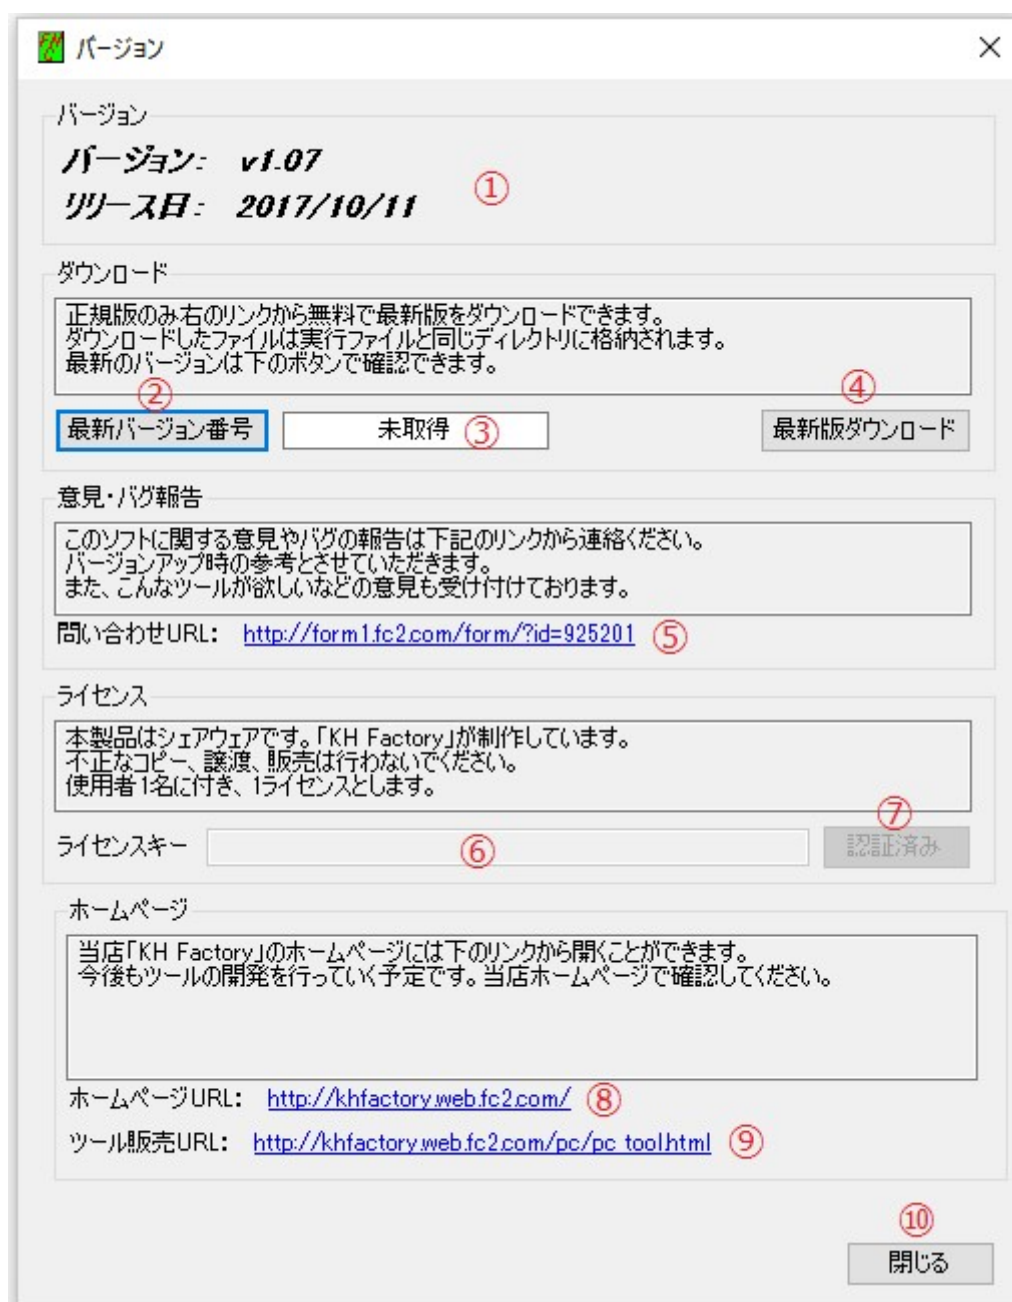 バージョン
バージョン
バージョン： v1.07
①
リリース日： 2017/10/11
ダウンロード
正規版のみ右のリンクから無料で最新版をダウンロードできます。
ダウンロードしたファイルは実行ファイルと同じディレクトリに格納されます。
最新のバージョンは下のボタンで確認できます。
② ④
最新バージョン番号 未取得 ③ 最新版ダウンロード
意見・バグ報告
このソフトに関する意見やバグの報告は下記のリンクから連絡ください。
バージョンアップ時の参考とさせていただきます。
また、こんなツールが欲しいなどの意見も受け付けております。
問い合わせURL： http://form1.fc2.com/form/?id=925201 ⑤
ライセンス
本製品はシェアウェアです。「KH Factory」が制作しています。
不正なコピー、譲渡、販売は行わないでください。
使用者1名に付き、1ライセンスとします。
⑦
ライセンスキー ⑥ 認証済み
ホームページ
当店「KH Factory」のホームページには下のリンクから開くことができます。
今後もツールの開発を行っていく予定です。当店ホームページで確認してください。
ホームページURL： http://khfactory.web.fc2.com/ ⑧
ツール販売URL： http://khfactory.web.fc2.com/pc/pc_tool.html ⑨
⑩
閉じる